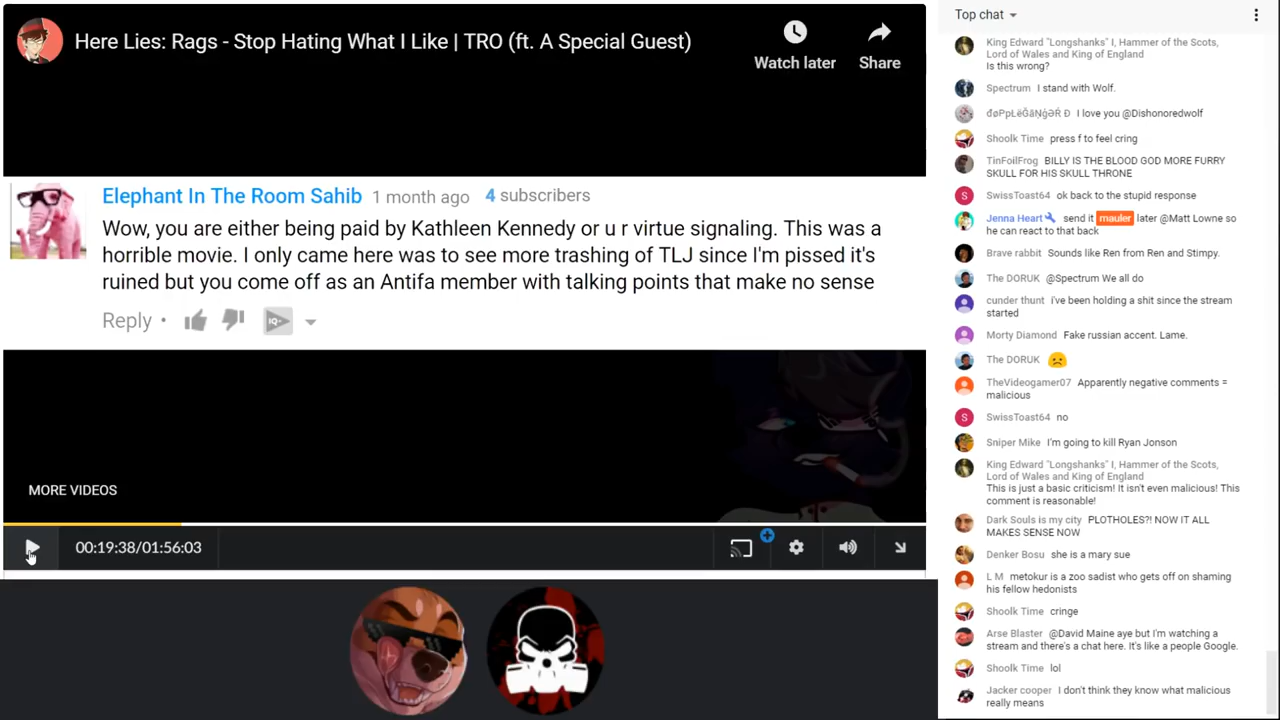 Here Lies: Rags - Stop Hating What I Like | TRO (ft. A Special Guest)
Watch later
Share
Elephant In The Room Sahib 1 month ago 4 subscribers
Wow, you are either being paid by Kathleen Kennedy or u r virtue signaling. This was a
horrible movie. I only came here was to see more trashing of TLJ since I'm pissed it's
ruined but you come off as an Antifa member with talking points that make no sense
Reply
IQ+
MORE VIDEOS
00:19:38/01:56:03
Top chat
King Edward "Longshanks" I, Hammer of the Scots,
Lord of Wales and King of England
Is this wrong?
Spectrum I stand with Wolf.
I love you @Dishonoredwolf
Shoolk Time press f to feel cring
TinFoilFrog BILLY IS THE BLOOD GOD MORE FURRY
SKULL FOR HIS SKULL THRONE
S
SwissToast64 ok back to the stupid response
Jenna Heart send it mauler later @Matt Lowne so
he can react to that back
Brave rabbit Sounds like Ren from Ren and Stimpy.
The DORUK @Spectrum We all do
cunder thunt i've been holding a shit since the stream
started
Morty Diamond Fake russian accent. Lame.
The DORUK
TheVideogamer07 Apparently negative comments =
malicious
S
SwissToast64 no
Sniper Mike I'm going to kill Ryan Jonson
King Edward "Longshanks" I, Hammer of the Scots,
Lord of Wales and King of England
This is just a basic criticism! It isn't even malicious! This
comment is reasonable!
Dark Souls is my city PLOTHOLES?! NOW IT ALL
MAKES SENSE NOW
Denker Bosu she is a mary sue
L M metokur is a zoo sadist who gets off on shaming
his fellow hedonists
Shoolk Time cringe
Arse Blaster @David Maine aye but I'm watching a
stream and there's a chat here. It's like a people Google.
Shoolk Time lol
Jacker cooper I don't think they know what malicious
really means